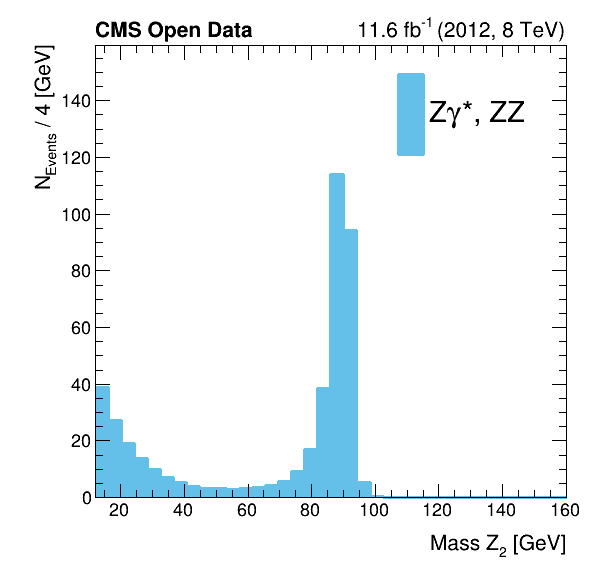 CMS Open Data 11.6 fb⁻¹ (2012, 8 TeV)
N_Events / 4 [GeV]
Zγ*, ZZ
140
120
100
80
60
40
20
0
20 40 60 80 100 120 140 160
Mass Z₂ [GeV]